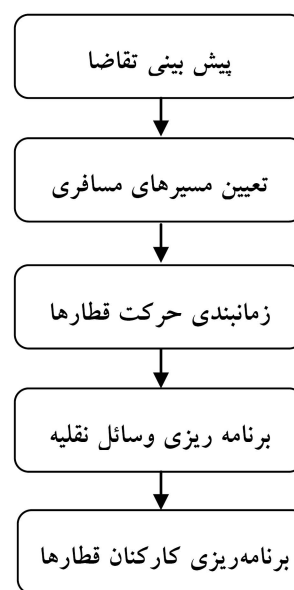 پیش بینی تقاضا
تعیین مسیرهای مسافری
زمانبندی حرکت قطارها
برنامه ریزی وسائل نقلیه
برنامه‌ریزی کارکنان قطارها